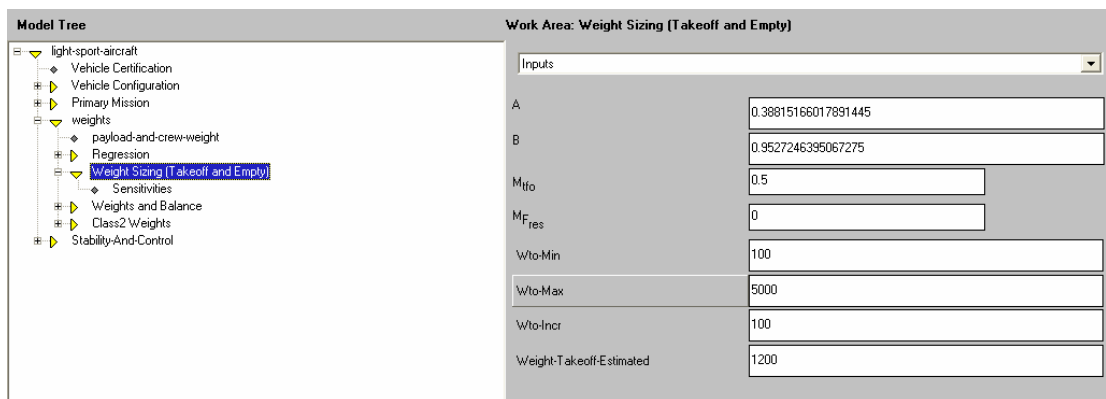 Model Tree
light-sport-aircraft
Vehicle Certification
Vehicle Configuration
Primary Mission
weights
payload-and-crew-weight
Regression
Weight Sizing (Takeoff and Empty)
Sensitivities
Weights and Balance
Class2 Weights
Stability-And-Control
Work Area: Weight Sizing (Takeoff and Empty)
Inputs
A 0.38815166017891445
B 0.9527246395067275
Mtfo 0.5
MFres 0
Wto-Min 100
Wto-Max 5000
Wto-Incr 100
Weight-Takeoff-Estimated 1200